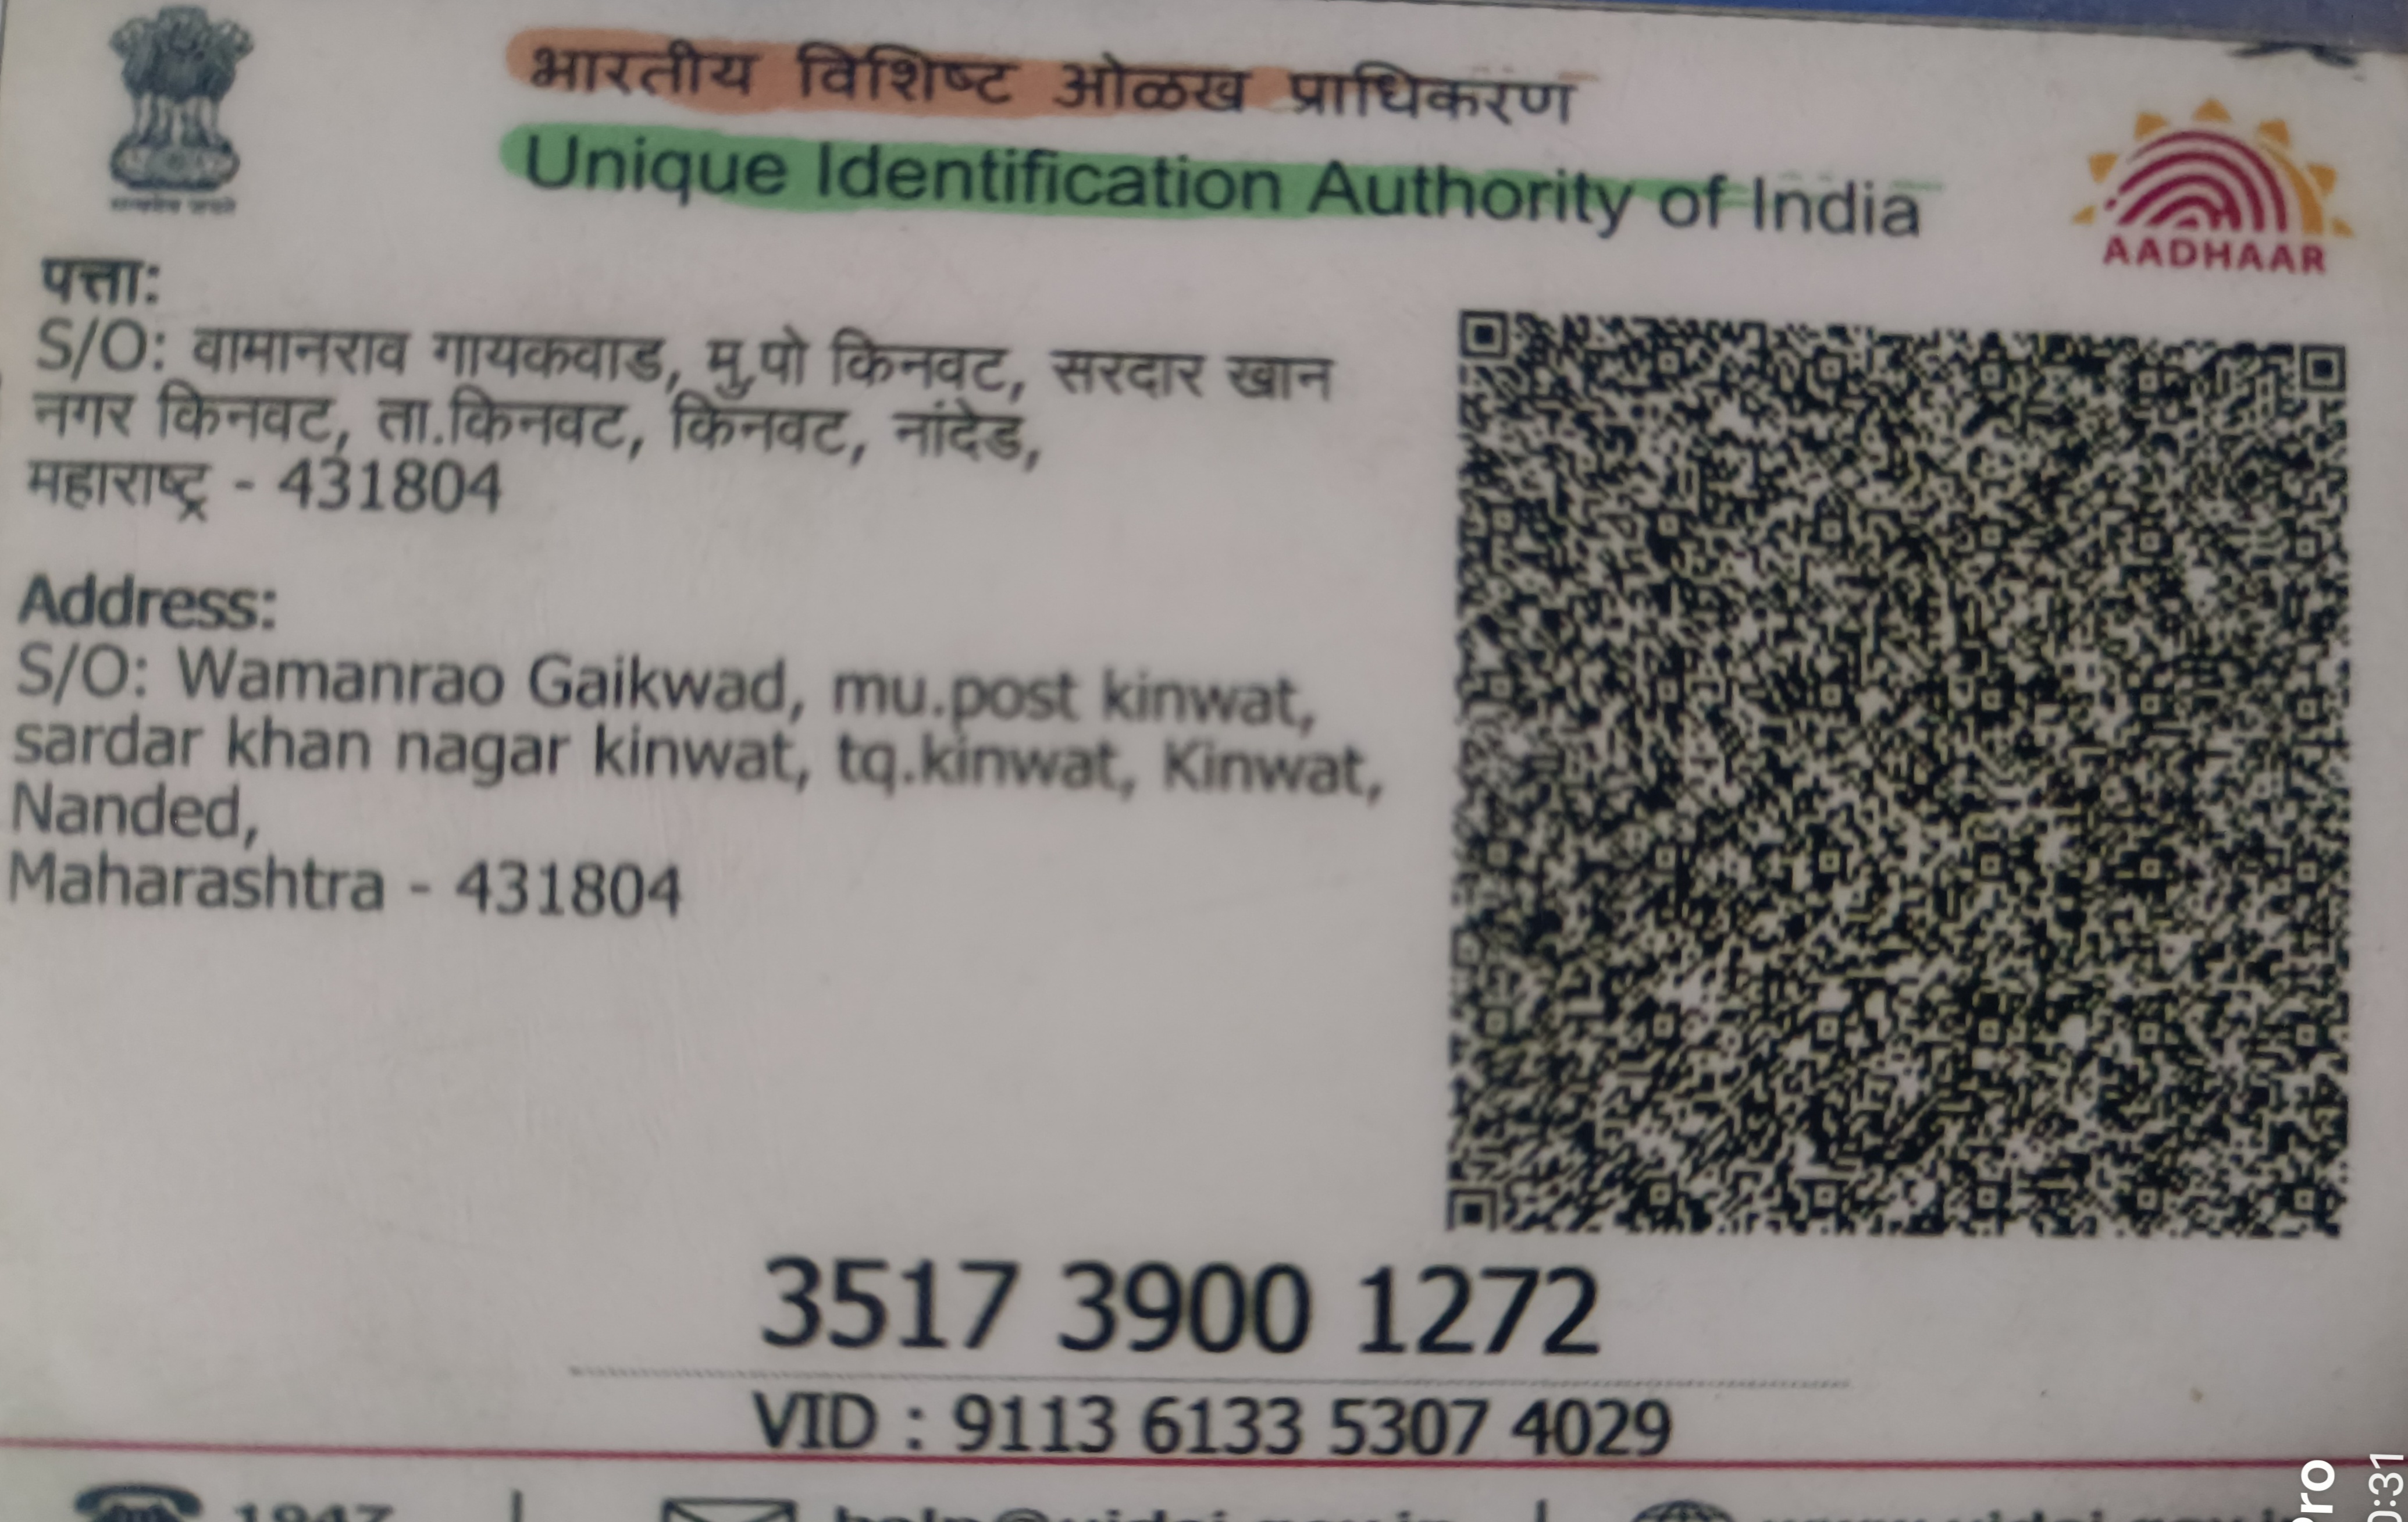 भारतीय विशिष्ट ओळख प्राधिकरण
Unique Identification Authority of India
AADHAAR
पत्ता:
S/O: वामानराव गायकवाड, मु,पो किनवट, सरदार खान
नगर किनवट, ता.किनवट, किनवट, नांदेड,
महाराष्ट्र - 431804
Address:
S/O: Wamanrao Gaikwad, mu.post kinwat,
sardar khan nagar kinwat, tq.kinwat, Kinwat,
Nanded,
Maharashtra - 431804
3517 3900 1272
VID : 9113 6133 5307 4029
1947